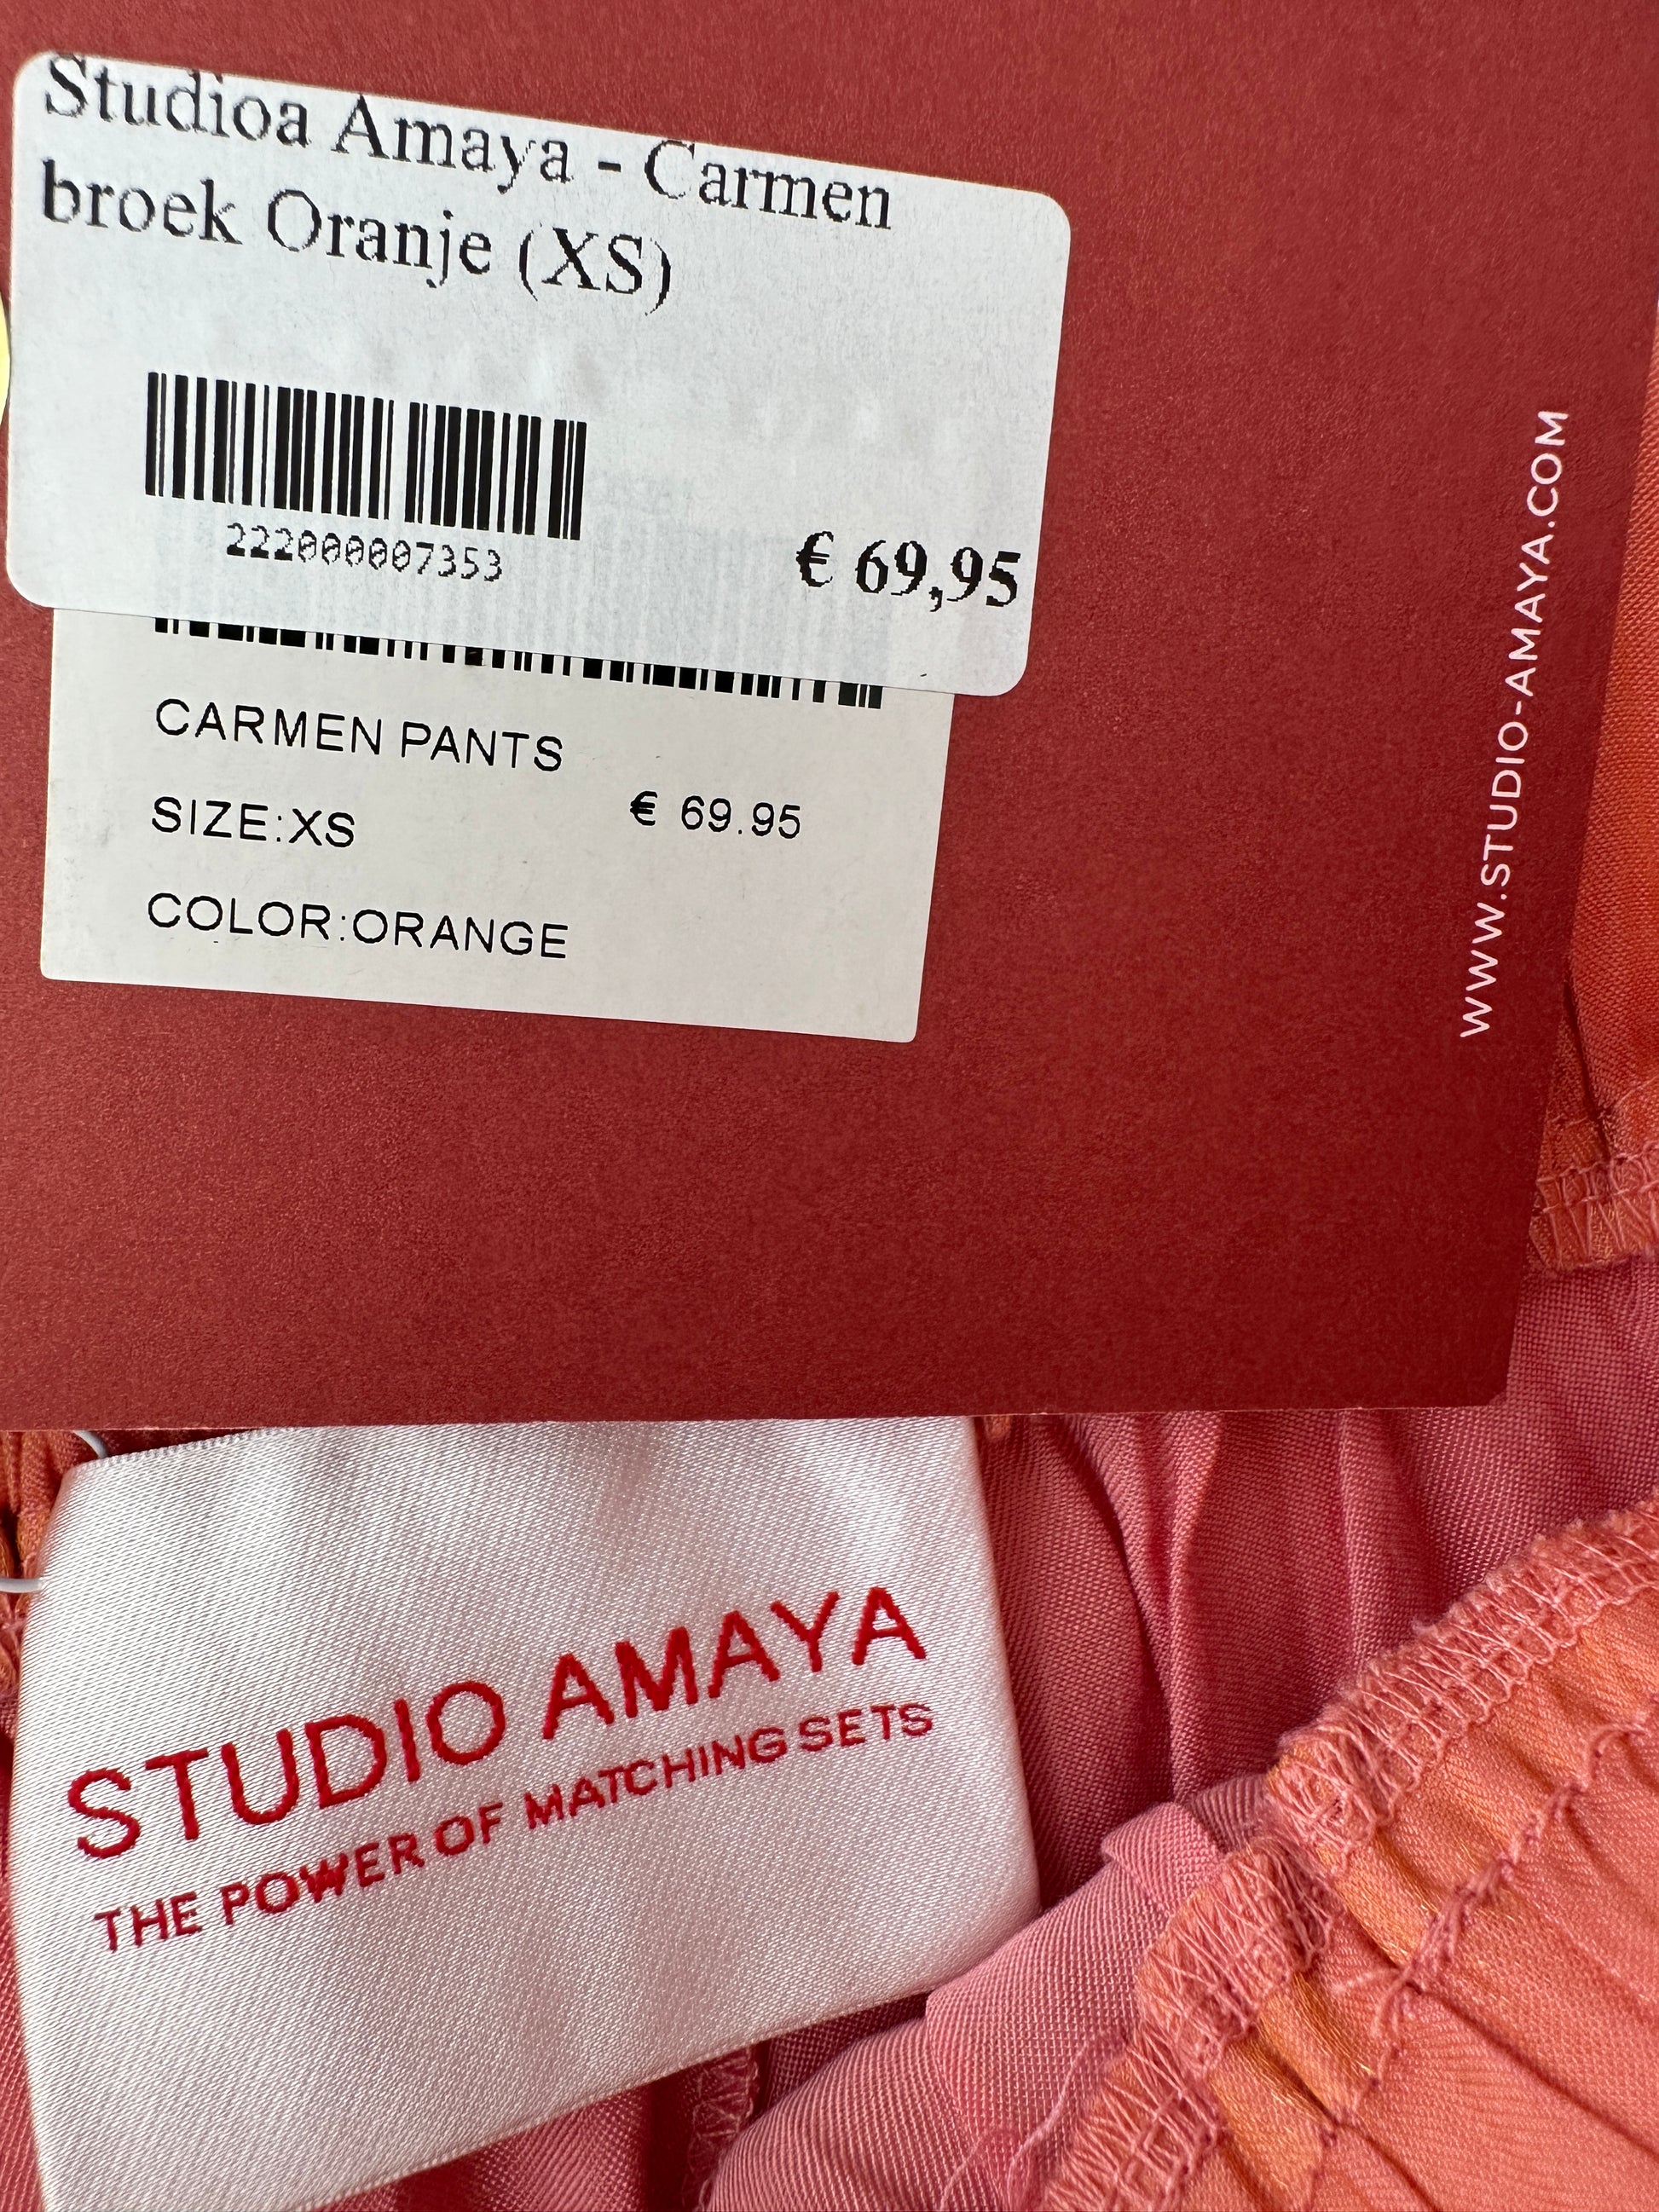 Studioa Amaya - Carmen
broek Oranje (XS)
222000007353
€ 69,95
CARMEN PANTS
SIZE:XS
€ 69.95
COLOR:ORANGE
WWW.STUDIO-AMAYA.COM
STUDIO AMAYA
THE POWER OF MATCHING SETS